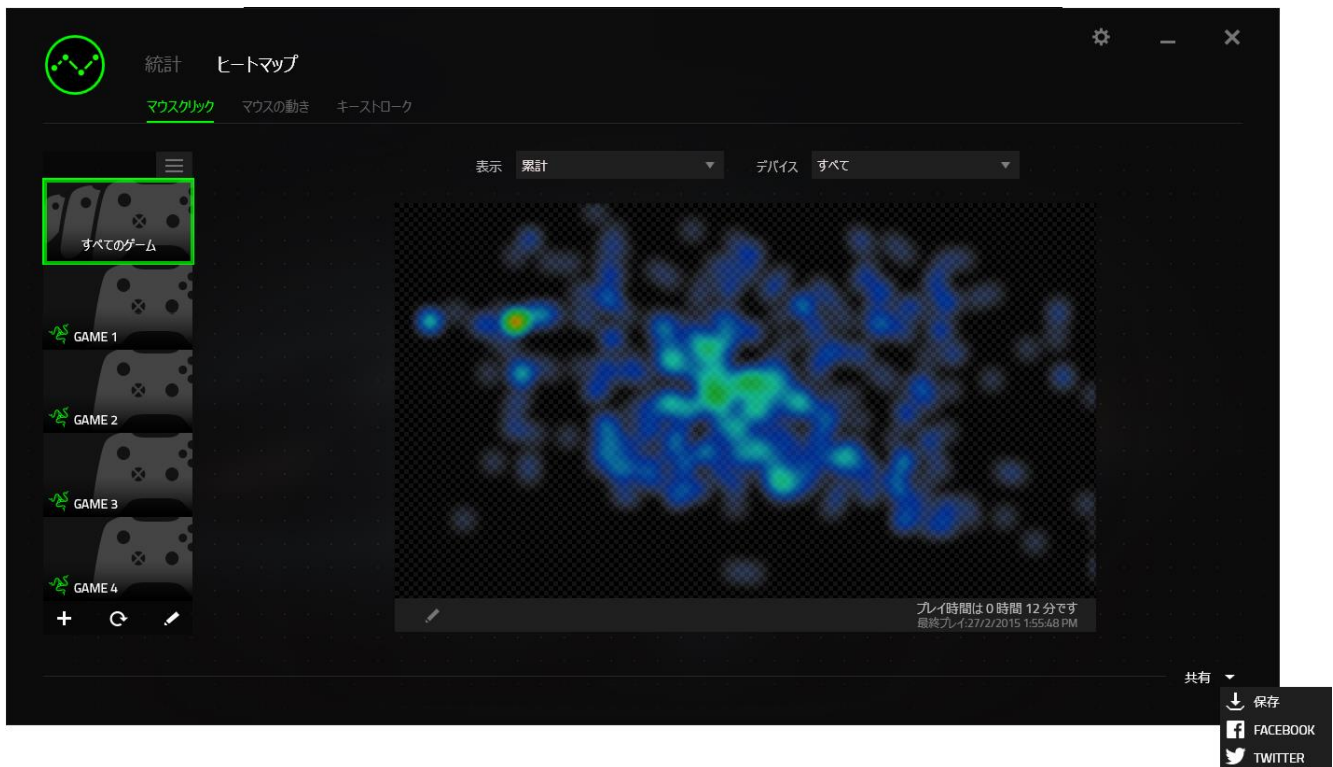 統計 ヒートマップ
マウスクリック マウスの動き キーストローク
表示 累計 デバイス すべて
すべてのゲーム
GAME 1
GAME 2
GAME 3
GAME 4
プレイ時間は 0 時間 12 分です
最終プレイ:27/2/2015 1:55:48 PM
共有
保存
FACEBOOK
TWITTER